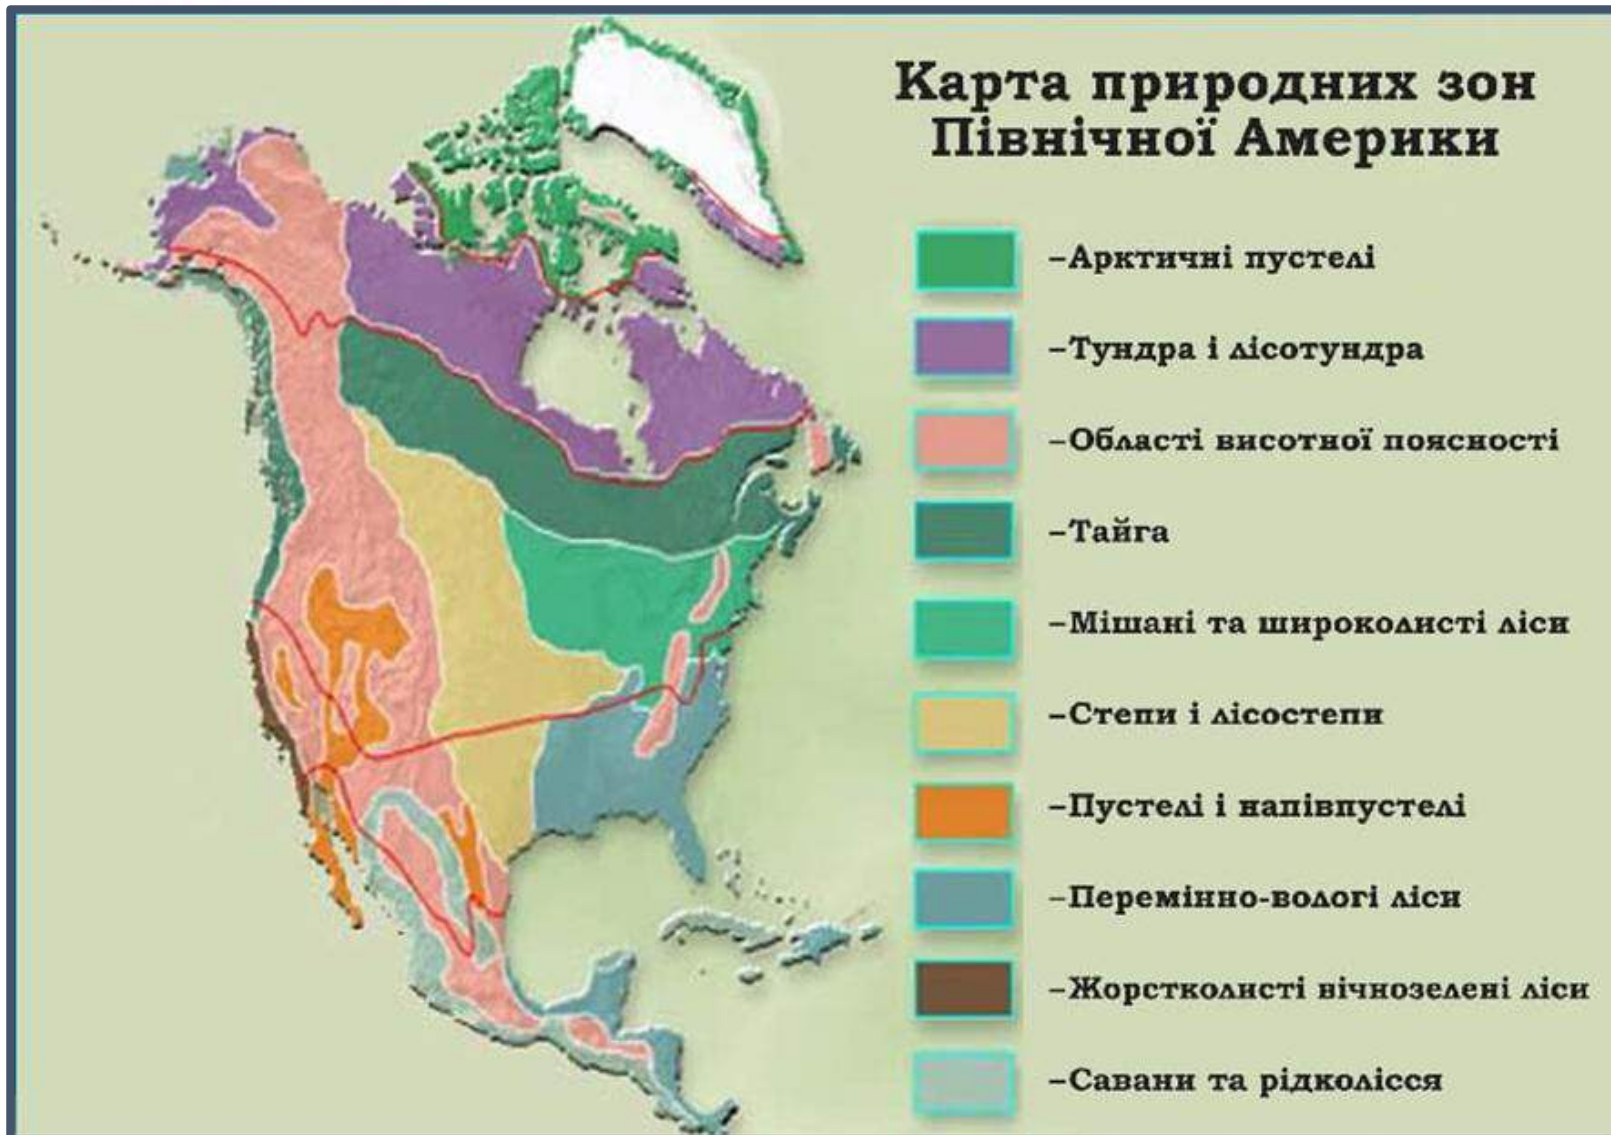 Карта природних зон
Північної Америки
–Арктичні пустелі
–Тундра і лісотундра
–Області висотної поясності
–Тайга
–Мішані та широколисті ліси
–Степи і лісостепи
–Пустелі і напівпустелі
–Перемінно-вологі ліси
–Жорстколисті вічнозелені ліси
–Савани та рідколісся